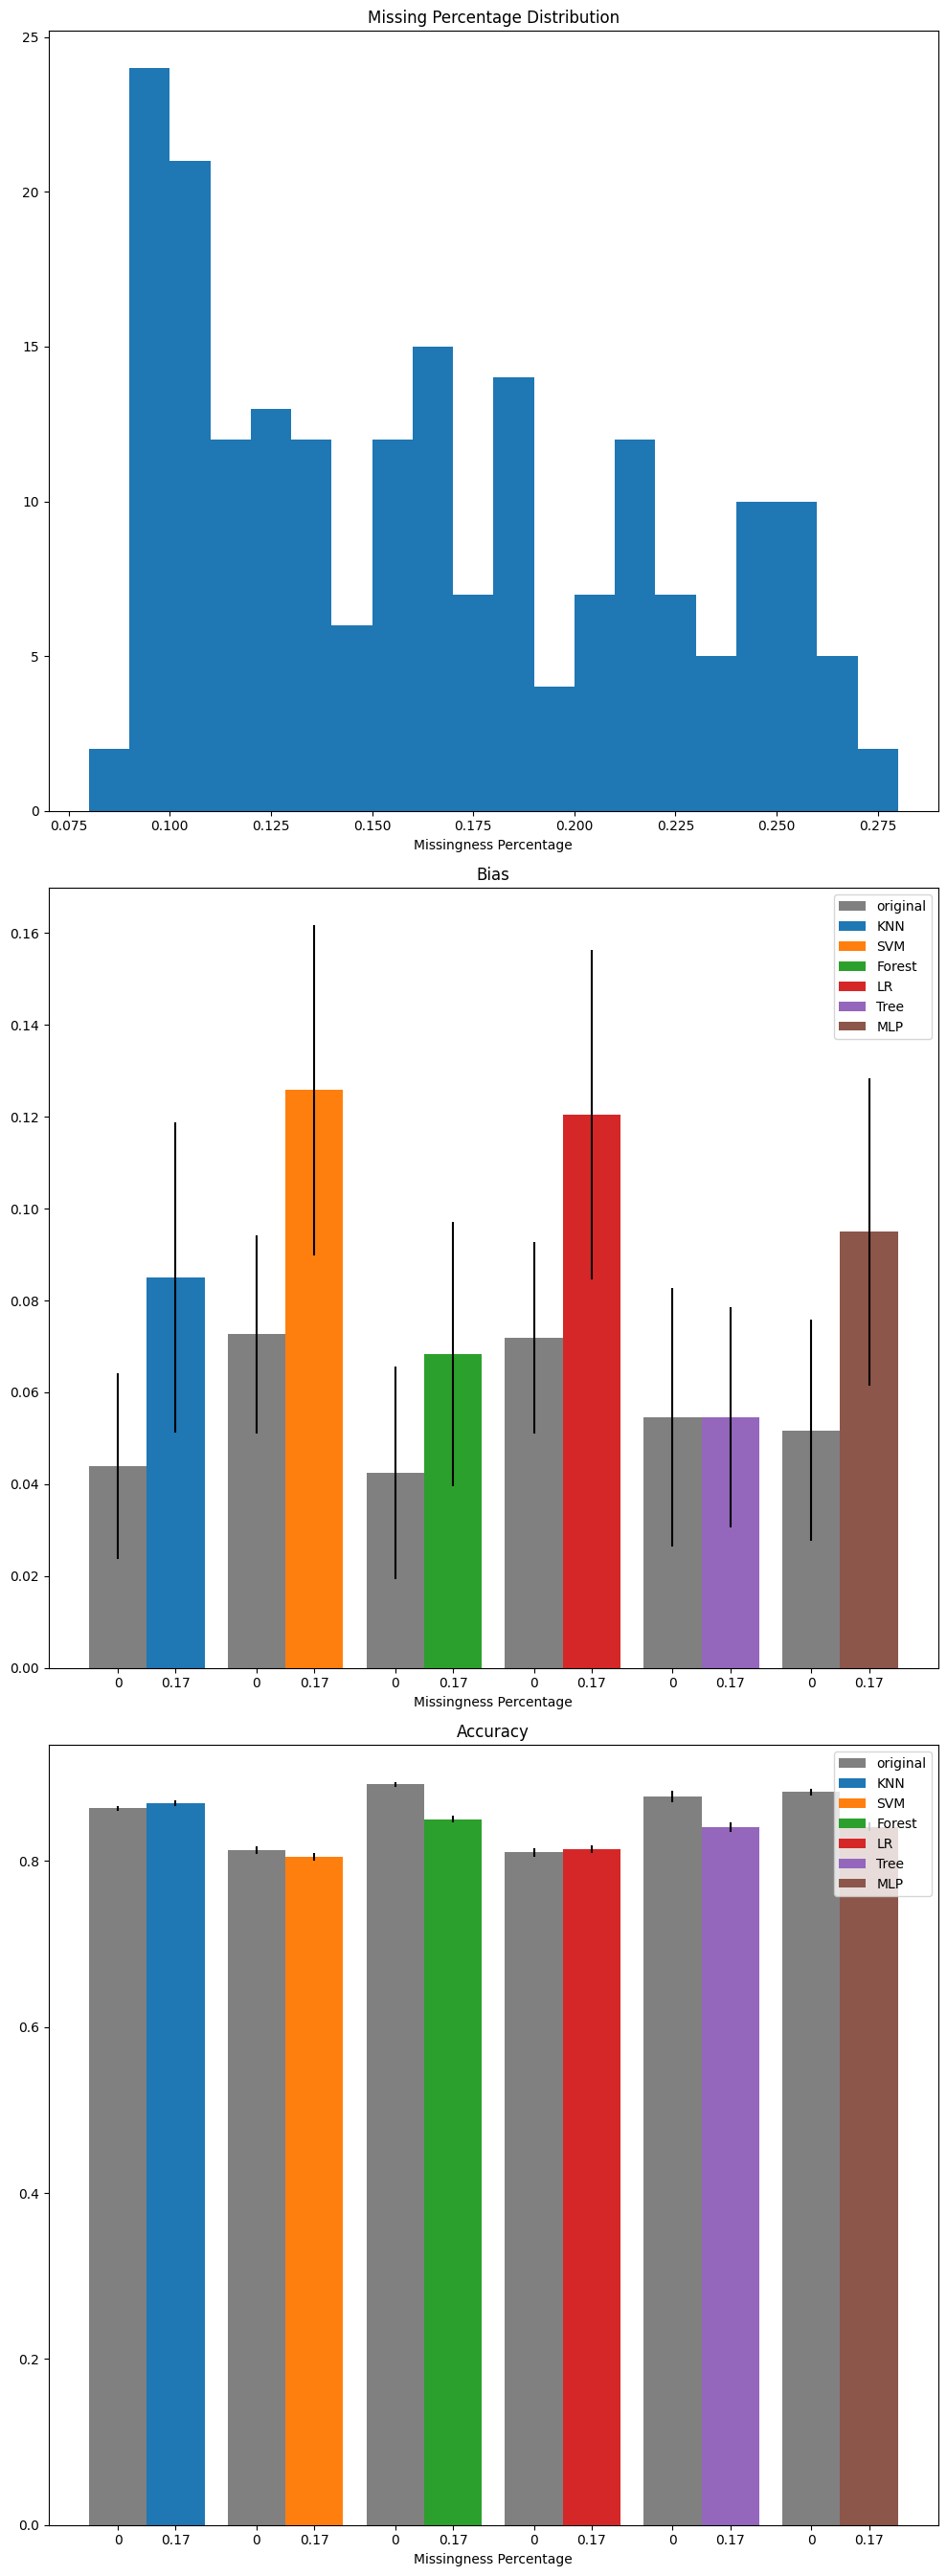 Missing Percentage Distribution
25
20
15
10
5
0
0.075 0.100 0.125 0.150 0.175 0.200 0.225 0.250 0.275
Missingness Percentage
Bias
original
KNN
SVM
Forest
LR
Tree
MLP
0.16
0.14
0.12
0.10
0.08
0.06
0.04
0.02
0.00
0 0.17 0 0.17 0 0.17 0 0.17 0 0.17 0 0.17
Missingness Percentage
Accuracy
original
KNN
SVM
Forest
LR
Tree
MLP
0.8
0.6
0.4
0.2
0.0
0 0.17 0 0.17 0 0.17 0 0.17 0 0.17 0 0.17
Missingness Percentage